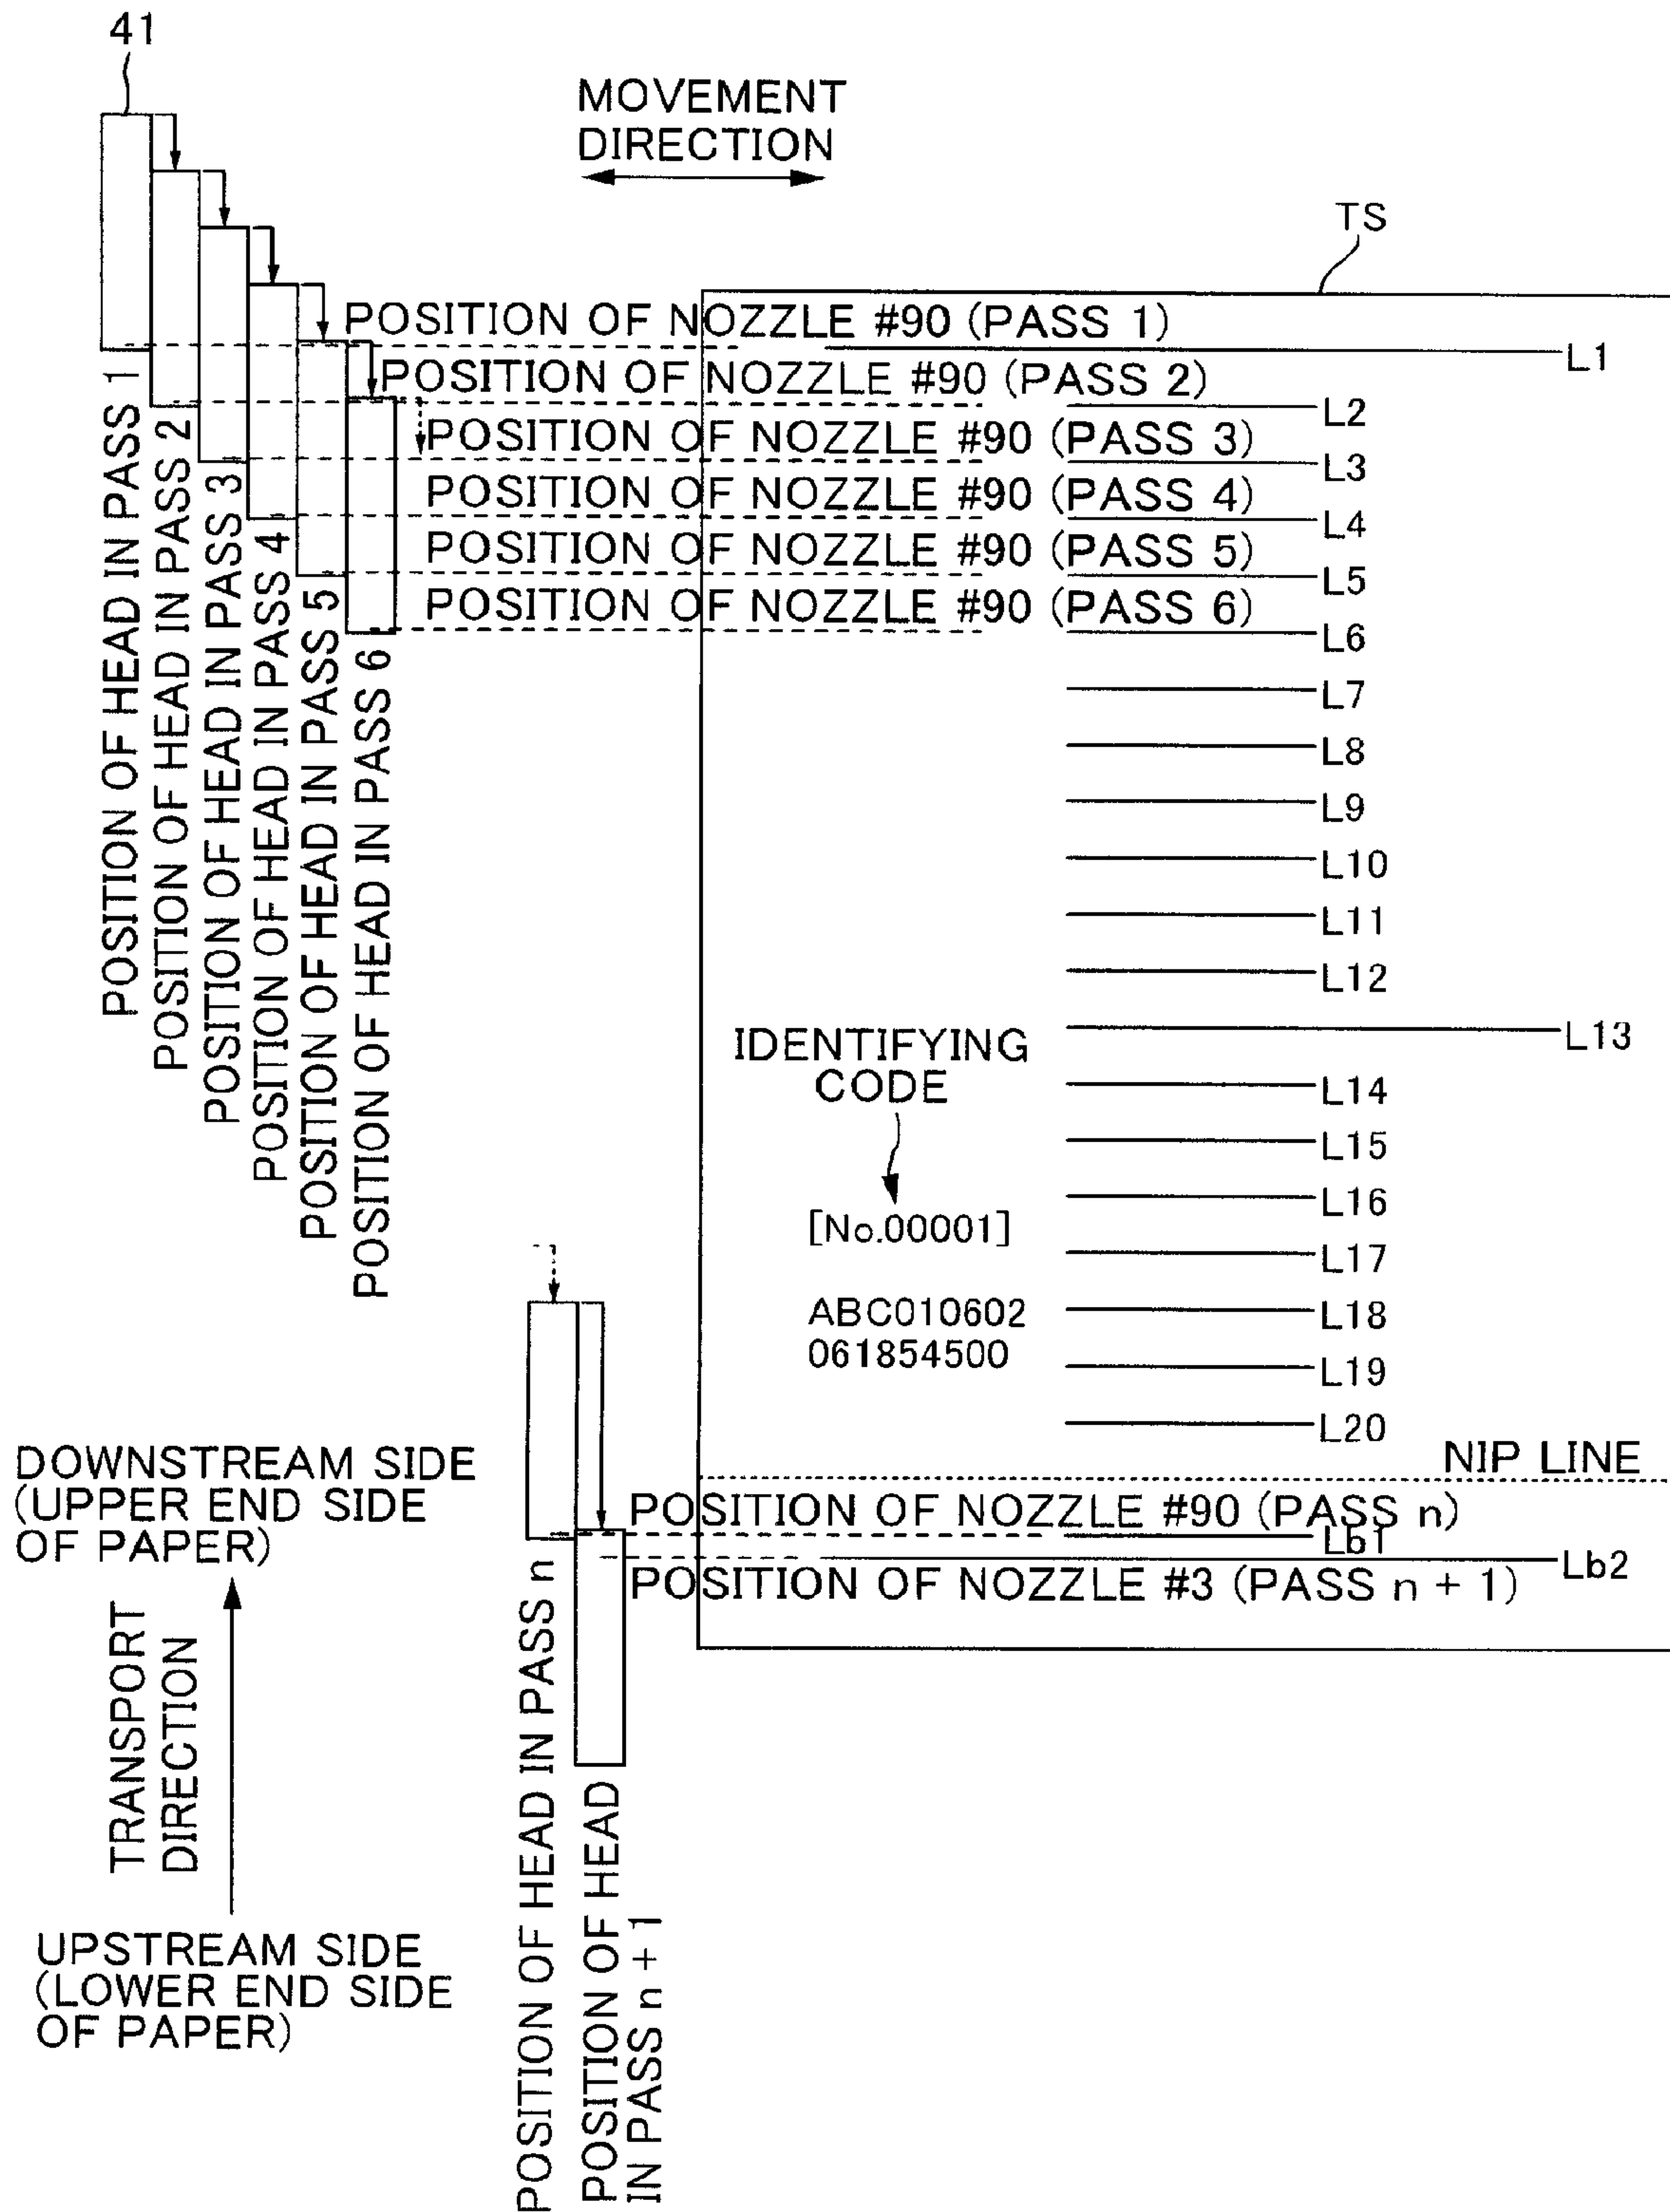 41
MOVEMENT
DIRECTION
TS
POSITION OF NOZZLE #90 (PASS 1)
L1
POSITION OF NOZZLE #90 (PASS 2)
L2
POSITION OF NOZZLE #90 (PASS 3)
L3
POSITION OF NOZZLE #90 (PASS 4)
L4
POSITION OF NOZZLE #90 (PASS 5)
L5
POSITION OF NOZZLE #90 (PASS 6)
L6
POSITION OF HEAD IN PASS 1
POSITION OF HEAD IN PASS 2
POSITION OF HEAD IN PASS 3
POSITION OF HEAD IN PASS 4
POSITION OF HEAD IN PASS 5
POSITION OF HEAD IN PASS 6
L7
L8
L9
L10
L11
L12
L13
IDENTIFYING
CODE
L14
L15
L16
[No.00001]
L17
ABC010602
061854500
L18
L19
L20
NIP LINE
POSITION OF NOZZLE #90 (PASS n)
Lb1
Lb2
POSITION OF NOZZLE #3 (PASS n + 1)
DOWNSTREAM SIDE
(UPPER END SIDE
OF PAPER)
TRANSPORT
DIRECTION
UPSTREAM SIDE
(LOWER END SIDE
OF PAPER)
POSITION OF HEAD IN PASS n
POSITION OF HEAD
IN PASS n + 1